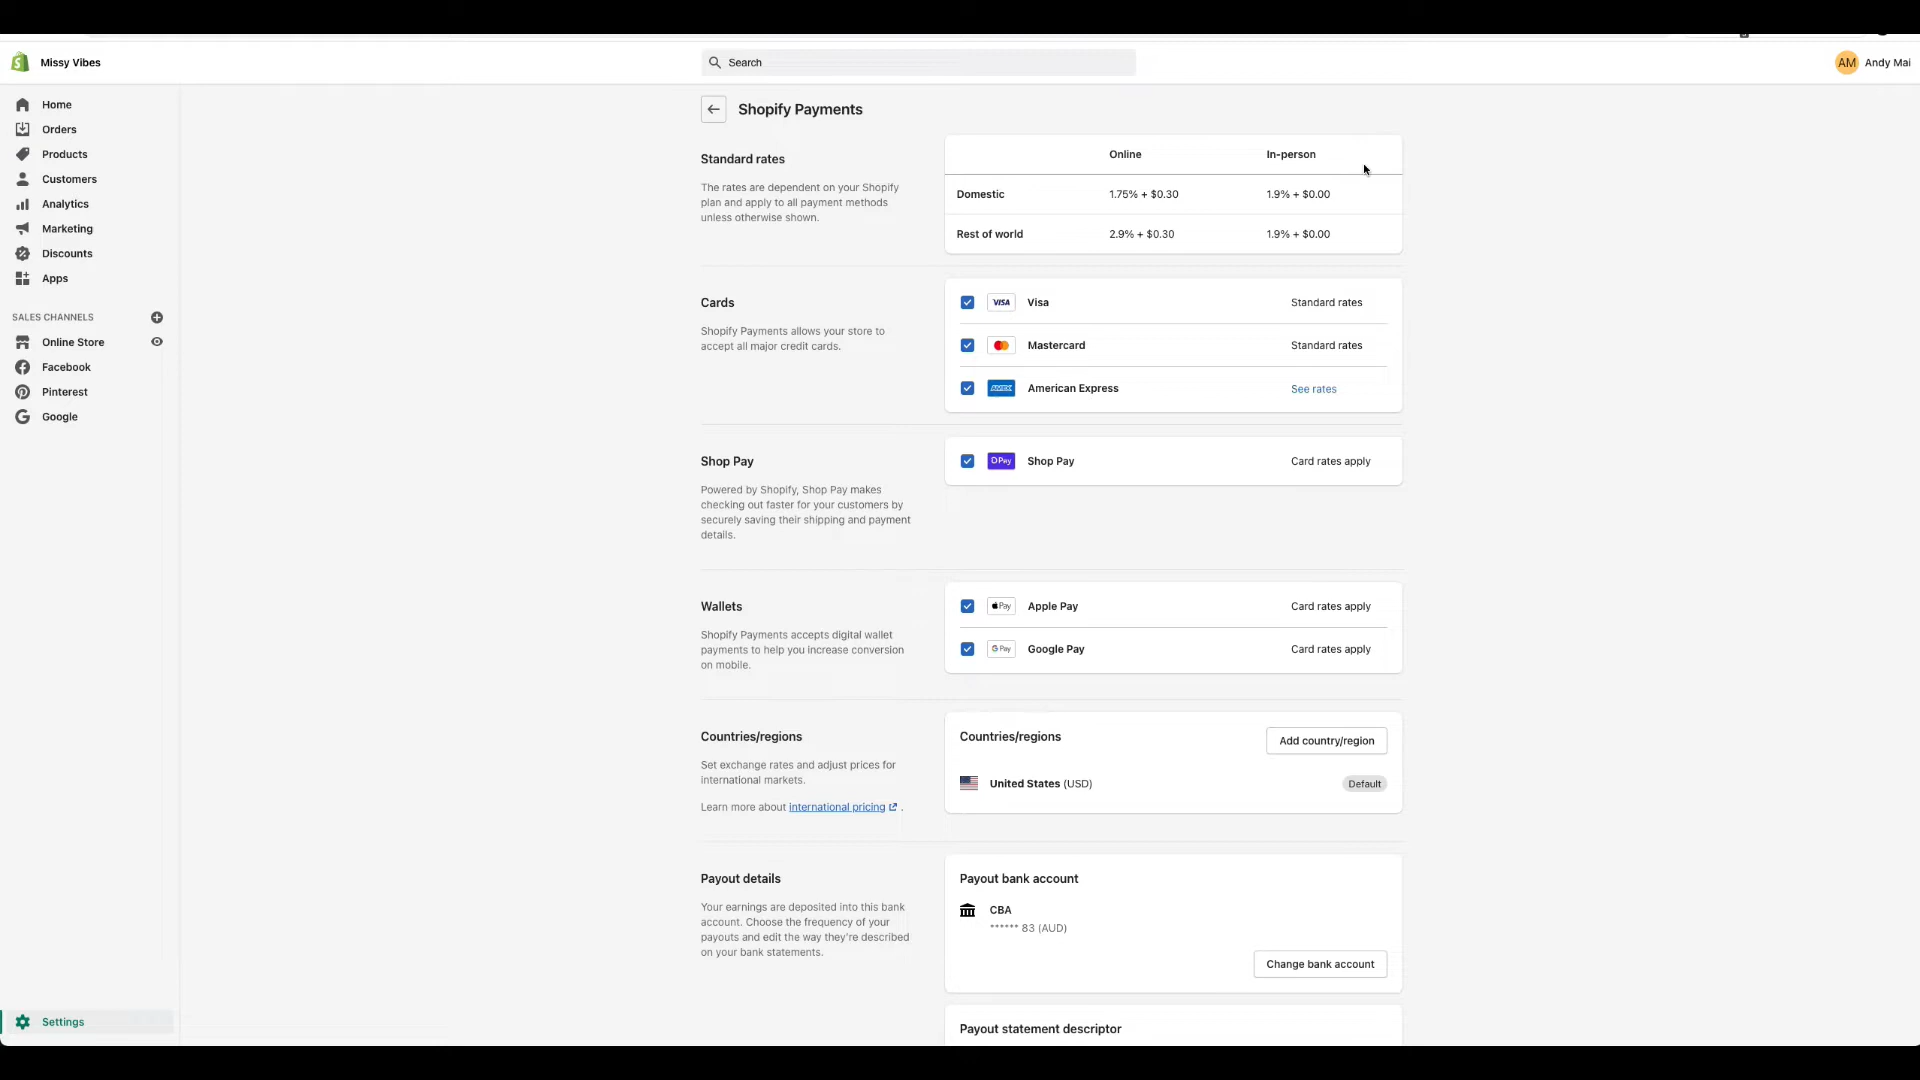 Missy Vibes
Search
AM Andy Mai
Home
Orders
Products
Customers
Analytics
Marketing
Discounts
Apps
SALES CHANNELS
Online Store
Facebook
Pinterest
Google
Settings
Shopify Payments
Standard rates
The rates are dependent on your Shopify
plan and apply to all payment methods
unless otherwise shown.
Online In-person
Domestic 1.75% + $0.30 1.9% + $0.00
Rest of world 2.9% + $0.30 1.9% + $0.00
Cards
Shopify Payments allows your store to
accept all major credit cards.
VISA Visa Standard rates
Mastercard Standard rates
AMEX American Express See rates
Shop Pay
Powered by Shopify, Shop Pay makes
checking out faster for your customers by
securely saving their shipping and payment
details.
Pay Shop Pay Card rates apply
Wallets
Shopify Payments accepts digital wallet
payments to help you increase conversion
on mobile.
Pay Apple Pay Card rates apply
G Pay Google Pay Card rates apply
Countries/regions
Set exchange rates and adjust prices for
international markets.
Learn more about international pricing .
Countries/regions Add country/region
United States (USD) Default
Payout details
Your earnings are deposited into this bank
account. Choose the frequency of your
payouts and edit the way they're described
on your bank statements.
Payout bank account
CBA
•••••• 83 (AUD)
Change bank account
Payout statement descriptor